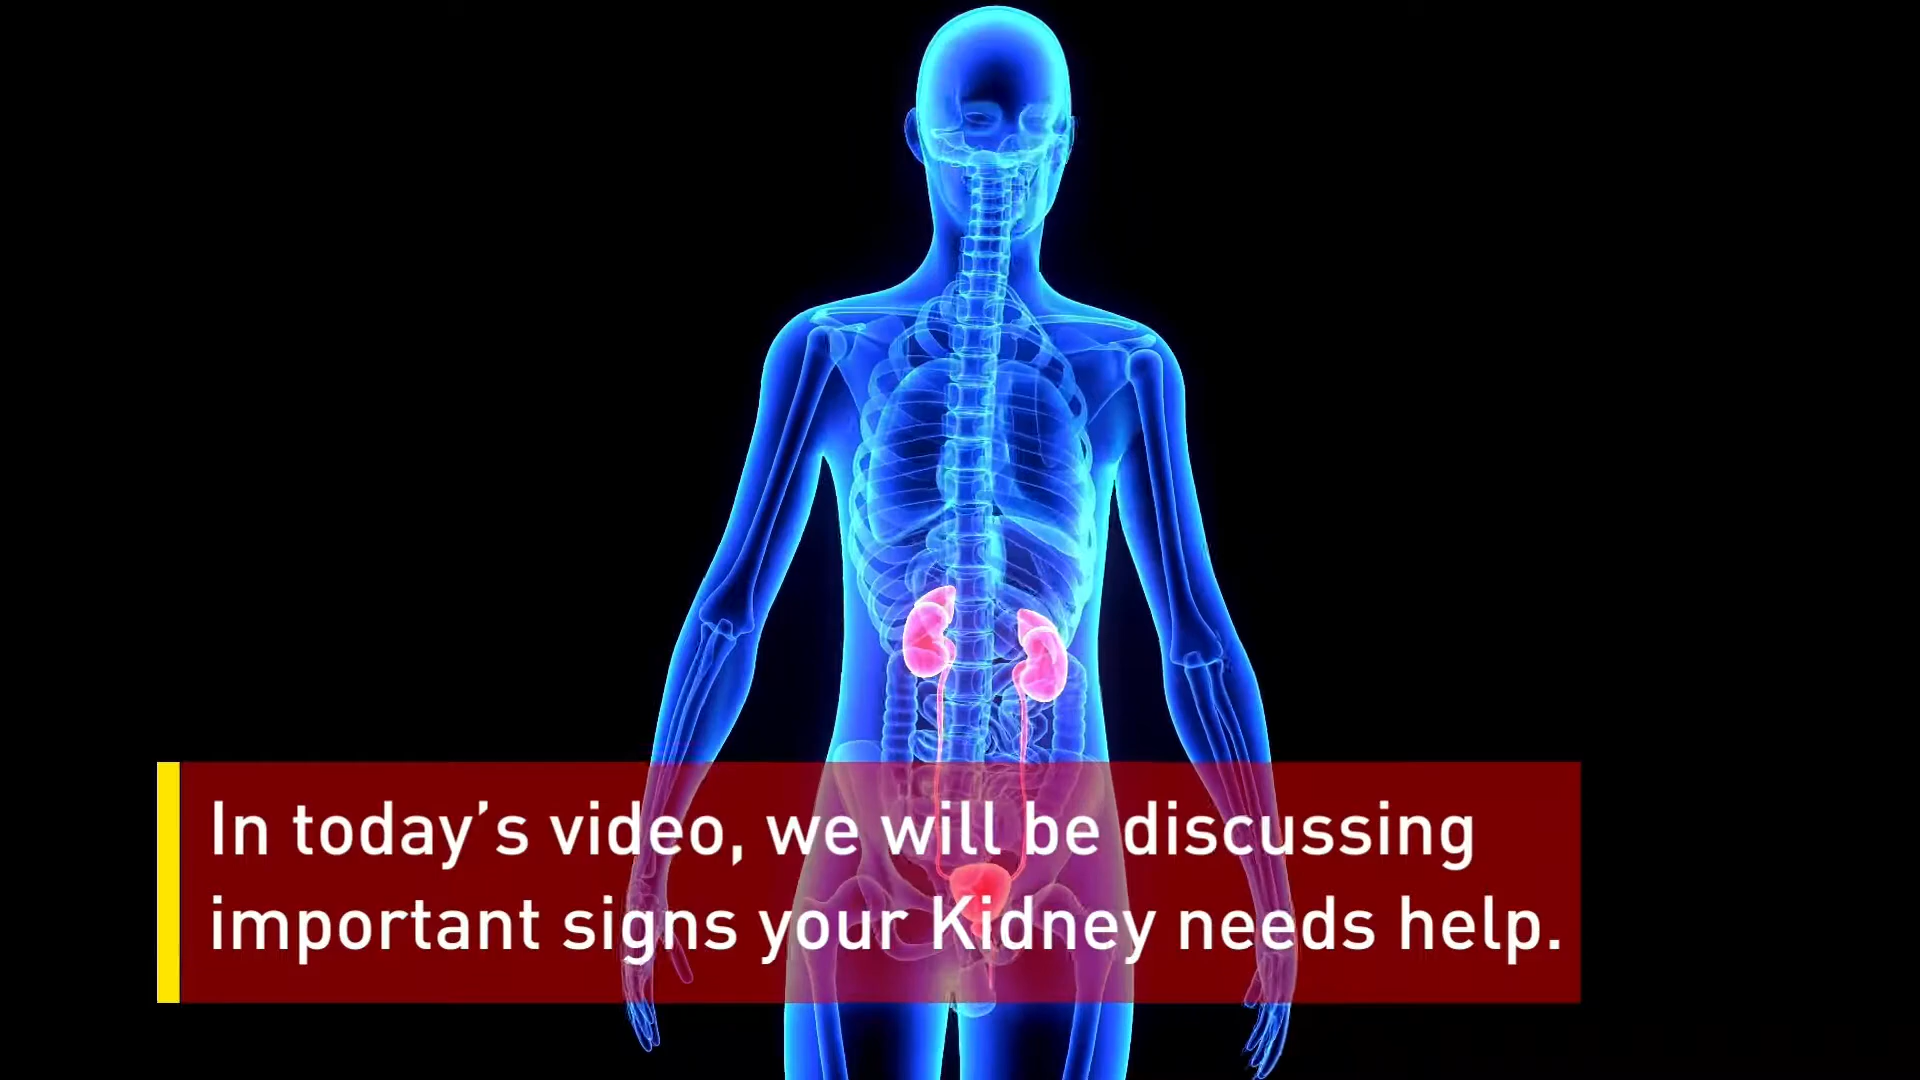 In today’s video, we will be discussing
important signs your Kidney needs help.